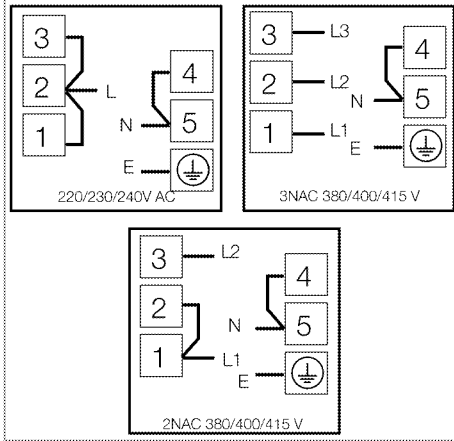 3
2 L
1
4
N 5
E
220/230/240V AC
3 L3
2 L2
1 L1
4
N 5
E
3NAC 380/400/415 V
3 L2
2
1 L1
4
N 5
E
2NAC 380/400/415 V